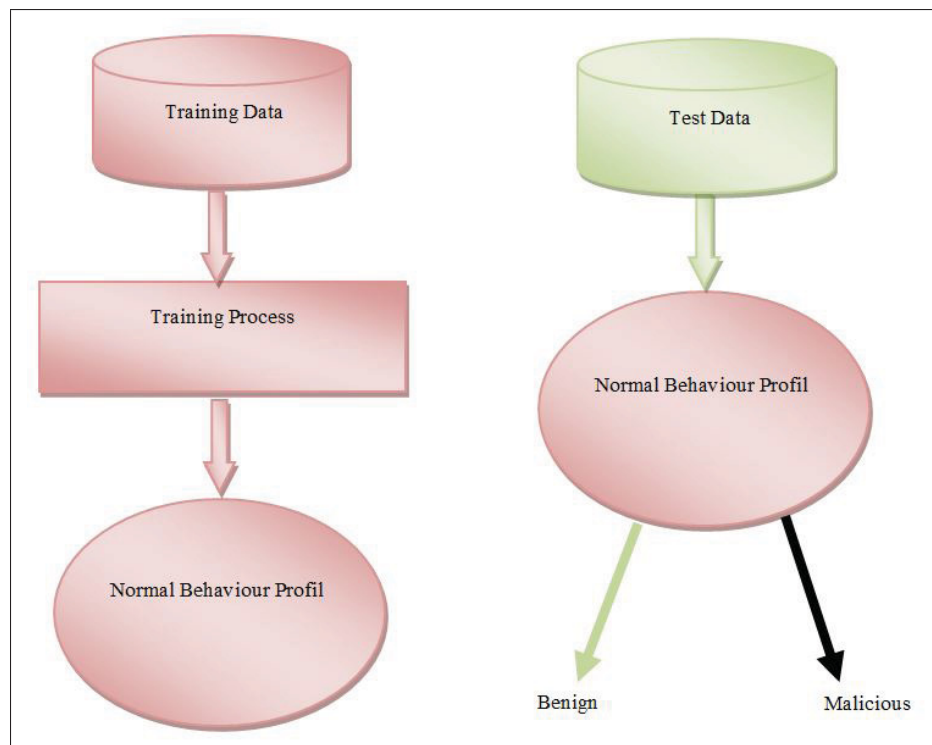 Training Data
Training Process
Normal Behaviour Profil
Test Data
Normal Behaviour Profil
Benign
Malicious